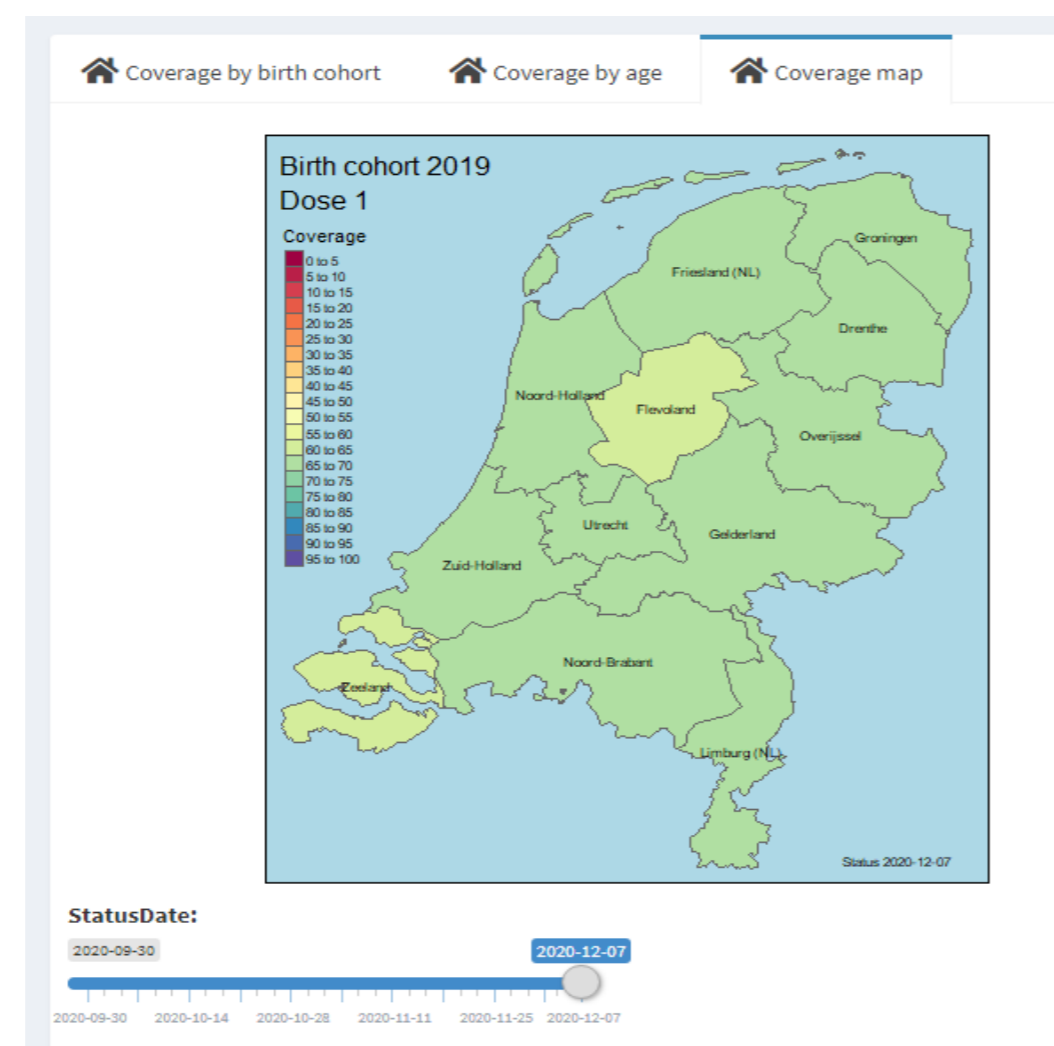 Coverage by birth cohort
Coverage by age
Coverage map
Birth cohort 2019
Dose 1
Coverage
0 to 5
5 to 10
10 to 15
15 to 20
20 to 25
25 to 30
30 to 35
35 to 40
40 to 45
45 to 50
50 to 55
55 to 60
60 to 65
65 to 70
70 to 75
75 to 80
80 to 85
85 to 90
90 to 95
95 to 100
Groningen
Friesland (NL)
Drenthe
Noord-Holland
Flevoland
Overijssel
Utrecht
Gelderland
Zuid-Holland
Noord-Brabant
Zeeland
Limburg (NL)
Status 2020-12-07
StatusDate:
2020-09-30
2020-12-07
2020-09-30
2020-10-14
2020-10-28
2020-11-11
2020-11-25
2020-12-07